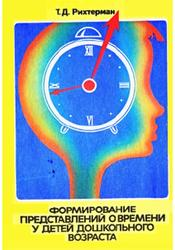 Т.Д. Рихтерман
ФОРМИРОВАНИЕ
ПРЕДСТАВЛЕНИЙ О ВРЕМЕНИ
У ДЕТЕЙ ДОШКОЛЬНОГО
ВОЗРАСТА